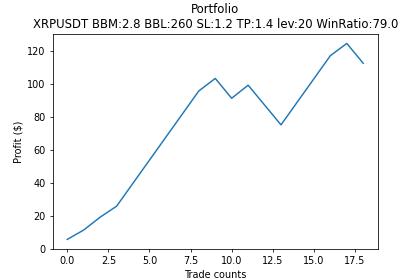 Portfolio
XRPUSDT BBM:2.8 BBL:260 SL:1.2 TP:1.4 lev:20 WinRatio:79.0
120
100
80
60
40
20
0
Profit ($)
0.0 2.5 5.0 7.5 10.0 12.5 15.0 17.5
Trade counts